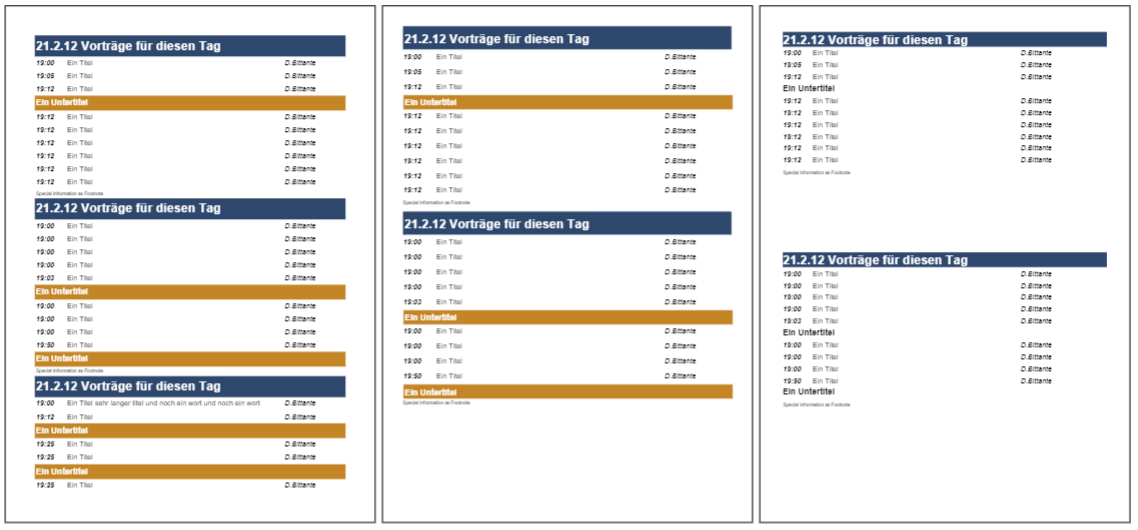 21.2.12 Vorträge für diesen Tag
19:00 Ein Titel D.Bittante
19:05 Ein Titel D.Bittante
19:12 Ein Titel D.Bittante
Ein Untertitel
19:12 Ein Titel D.Bittante
19:12 Ein Titel D.Bittante
19:12 Ein Titel D.Bittante
19:12 Ein Titel D.Bittante
19:12 Ein Titel D.Bittante
19:12 Ein Titel D.Bittante
Special Information as Footnote
21.2.12 Vorträge für diesen Tag
19:00 Ein Titel D.Bittante
19:00 Ein Titel D.Bittante
19:00 Ein Titel D.Bittante
19:00 Ein Titel D.Bittante
19:03 Ein Titel D.Bittante
Ein Untertitel
19:00 Ein Titel D.Bittante
19:00 Ein Titel D.Bittante
19:00 Ein Titel D.Bittante
19:50 Ein Titel D.Bittante
Ein Untertitel
Special Information as Footnote
21.2.12 Vorträge für diesen Tag
19:00 Ein Titel sehr langer titel und noch ein wort und noch ein wort D.Bittante
19:12 Ein Titel D.Bittante
Ein Untertitel
19:25 Ein Titel D.Bittante
19:25 Ein Titel D.Bittante
Ein Untertitel
19:25 Ein Titel D.Bittante
21.2.12 Vorträge für diesen Tag
19:00 Ein Titel D.Bittante
19:05 Ein Titel D.Bittante
19:12 Ein Titel D.Bittante
Ein Untertitel
19:12 Ein Titel D.Bittante
19:12 Ein Titel D.Bittante
19:12 Ein Titel D.Bittante
19:12 Ein Titel D.Bittante
19:12 Ein Titel D.Bittante
19:12 Ein Titel D.Bittante
Special Information as Footnote
21.2.12 Vorträge für diesen Tag
19:00 Ein Titel D.Bittante
19:00 Ein Titel D.Bittante
19:00 Ein Titel D.Bittante
19:00 Ein Titel D.Bittante
19:03 Ein Titel D.Bittante
Ein Untertitel
19:00 Ein Titel D.Bittante
19:00 Ein Titel D.Bittante
19:00 Ein Titel D.Bittante
19:50 Ein Titel D.Bittante
Ein Untertitel
Special Information as Footnote
21.2.12 Vorträge für diesen Tag
19:00 Ein Titel D.Bittante
19:05 Ein Titel D.Bittante
19:12 Ein Titel D.Bittante
Ein Untertitel
19:12 Ein Titel D.Bittante
19:12 Ein Titel D.Bittante
19:12 Ein Titel D.Bittante
19:12 Ein Titel D.Bittante
19:12 Ein Titel D.Bittante
19:12 Ein Titel D.Bittante
Special Information as Footnote
21.2.12 Vorträge für diesen Tag
19:00 Ein Titel D.Bittante
19:00 Ein Titel D.Bittante
19:00 Ein Titel D.Bittante
19:00 Ein Titel D.Bittante
19:03 Ein Titel D.Bittante
Ein Untertitel
19:00 Ein Titel D.Bittante
19:00 Ein Titel D.Bittante
19:00 Ein Titel D.Bittante
19:50 Ein Titel D.Bittante
Ein Untertitel
Special Information as Footnote